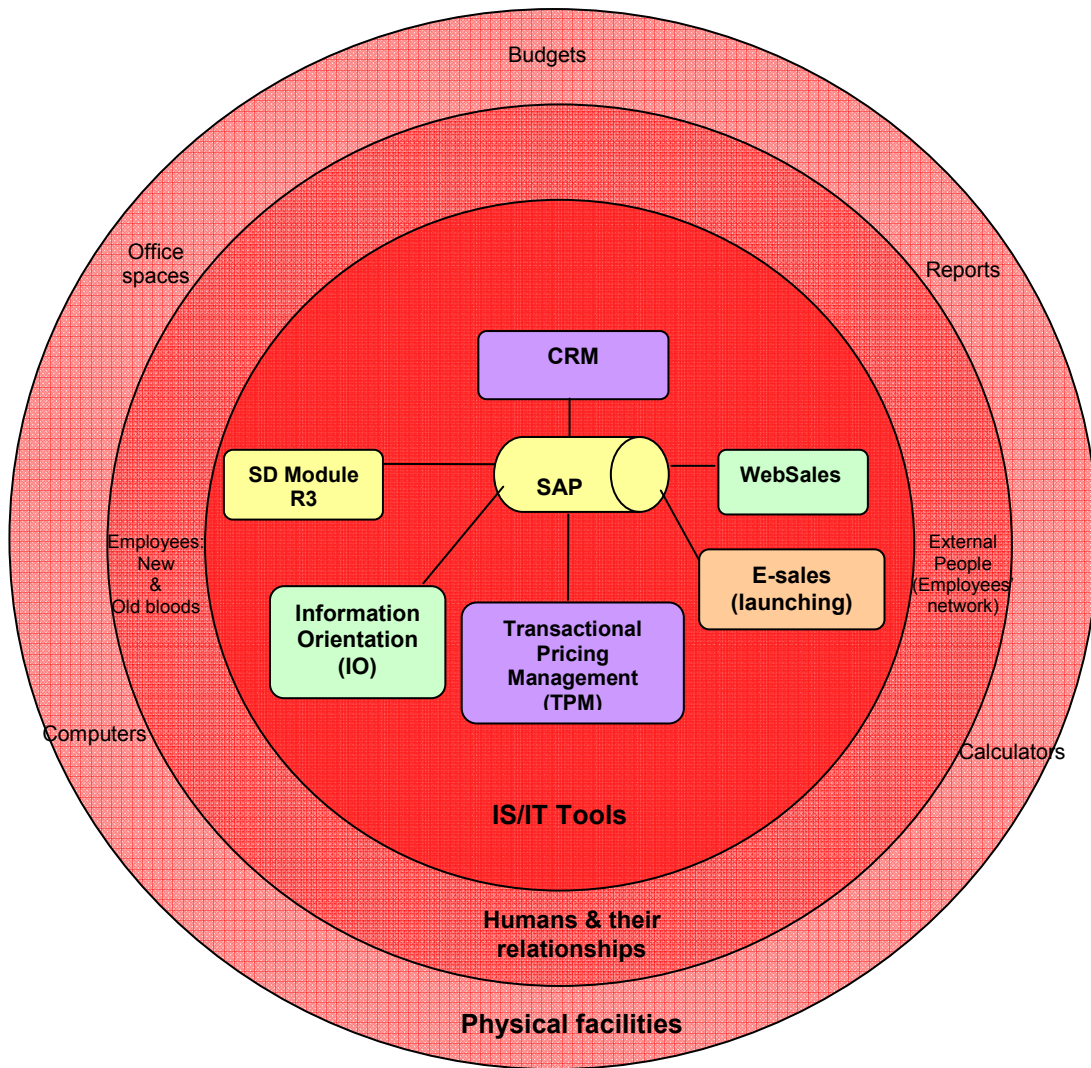 Budgets
Office
spaces
Reports
CRM
SD Module
R3
SAP
WebSales
Employees:
New
&
Old bloods
External
People
(Employees'
network)
E-sales
(launching)
Information
Orientation
(IO)
Transactional
Pricing
Management
(TPM)
Computers
Calculators
IS/IT Tools
Humans & their
relationships
Physical facilities